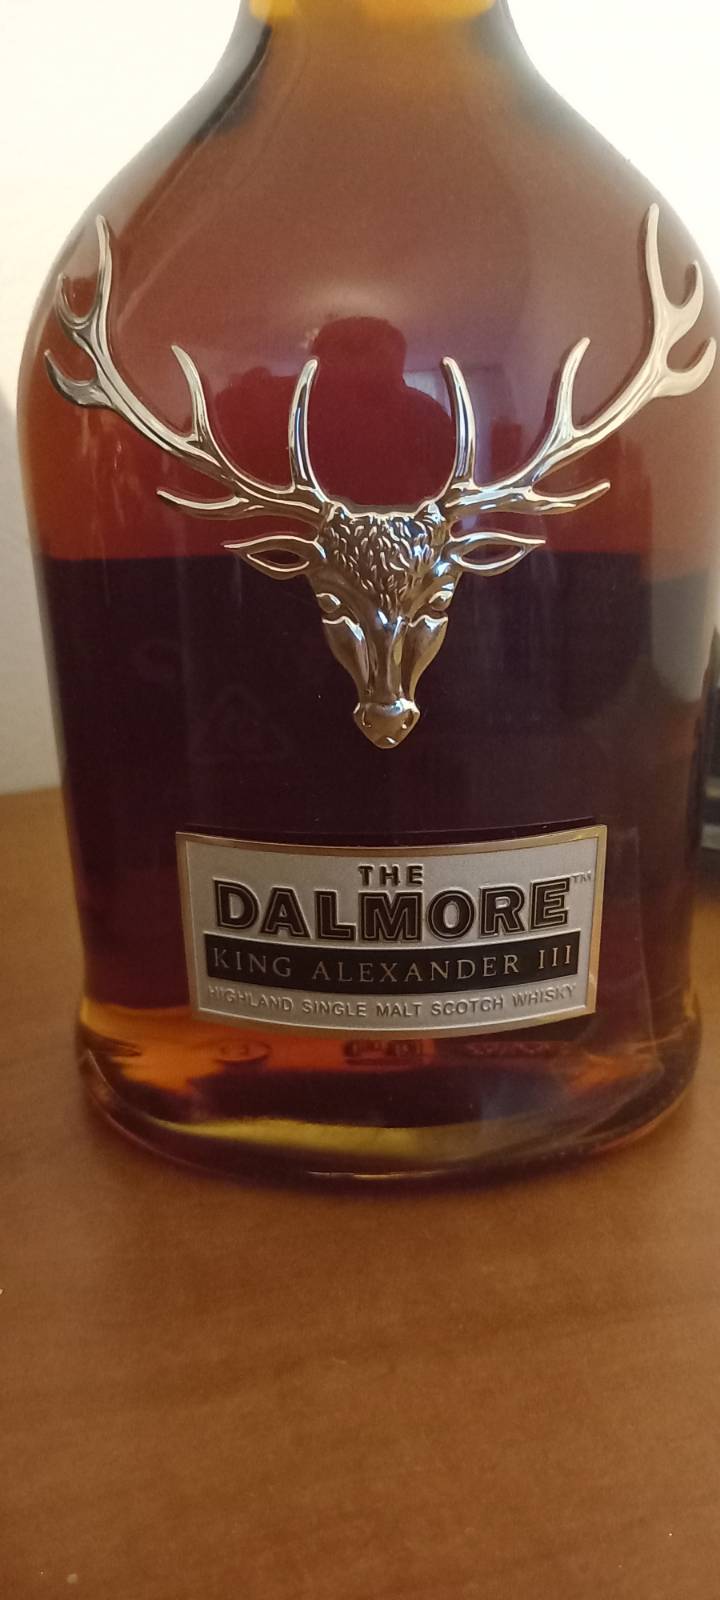 THE
DALMORE™
KING ALEXANDER III
HIGHLAND SINGLE MALT SCOTCH WHISKY